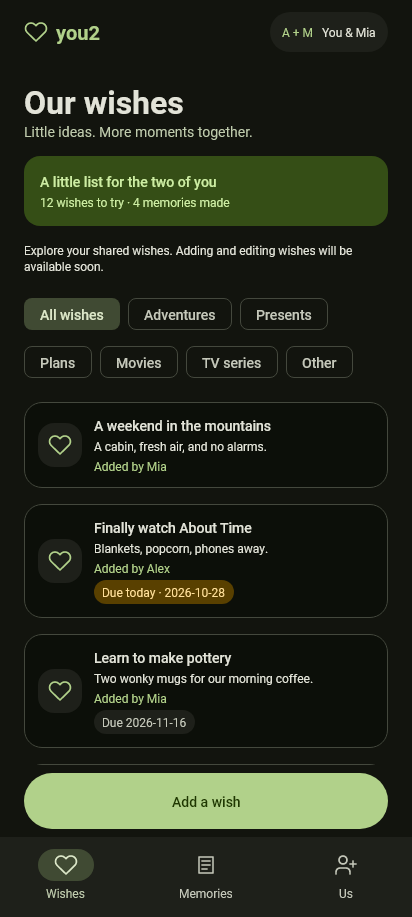 you2
A + M You & Mia
Our wishes
Little ideas. More moments together.
A little list for the two of you
12 wishes to try · 4 memories made
Explore your shared wishes. Adding and editing wishes will be
available soon.
All wishes Adventures Presents
Plans Movies TV series Other
A weekend in the mountains
A cabin, fresh air, and no alarms.
Added by Mia
Finally watch About Time
Blankets, popcorn, phones away.
Added by Alex
Due today · 2026-10-28
Learn to make pottery
Two wonky mugs for our morning coffee.
Added by Mia
Due 2026-11-16
Add a wish
Wishes Memories Us